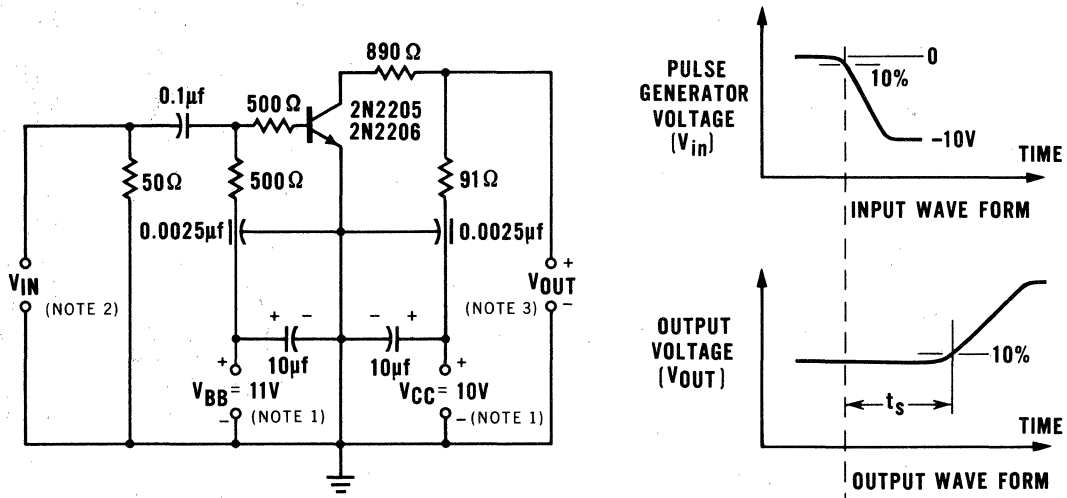 890 Ω
0.1µf
500Ω
2N2205
2N2206
50Ω
500Ω
91Ω
0.0025µf
0.0025µf
VIN
(NOTE 2)
+
VOUT
(NOTE 3)
−
+ −
− +
10µf
10µf
+
VBB= 11V
− (NOTE 1)
+
VCC= 10V
− (NOTE 1)
PULSE
GENERATOR
VOLTAGE
(Vin)
0
10%
−10V
TIME
INPUT WAVE FORM
OUTPUT
VOLTAGE
(VOUT)
10%
ts
TIME
OUTPUT WAVE FORM